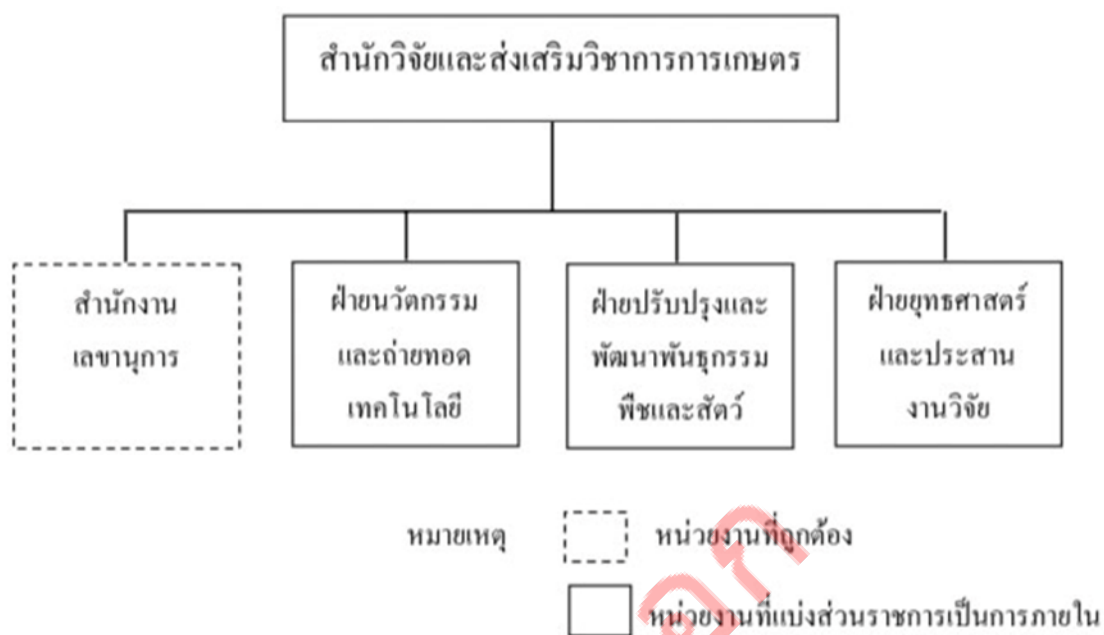 สำนักวิจัยและส่งเสริมวิชาการการเกษตร
สำนักงาน
เลขานุการ
ฝ่ายนวัตกรรม
และถ่ายทอด
เทคโนโลยี
ฝ่ายปรับปรุงและ
พัฒนาพันธุกรรม
พืชและสัตว์
ฝ่ายยุทธศาสตร์
และประสาน
งานวิจัย
หมายเหตุ
หน่วยงานที่ถูกต้อง
หน่วยงานที่แบ่งส่วนราชการเป็นการภายใน